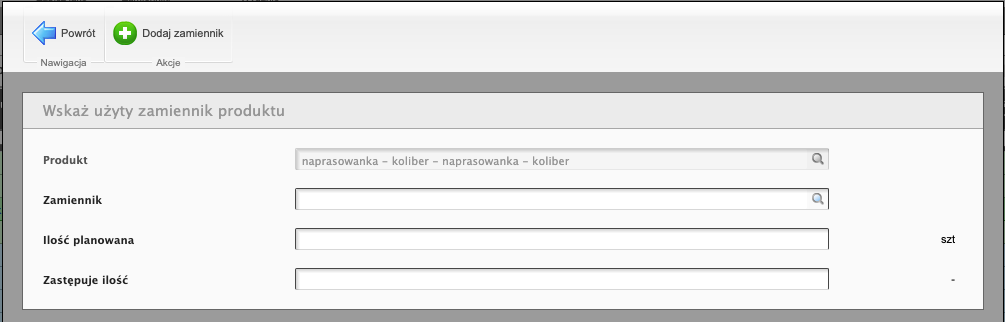 Powrót
Dodaj zamiennik
Nawigacja
Akcje
Wskaż użyty zamiennik produktu
Produkt
naprasowanka - koliber - naprasowanka - koliber
Zamiennik
Ilość planowana
szt
Zastępuje ilość
-